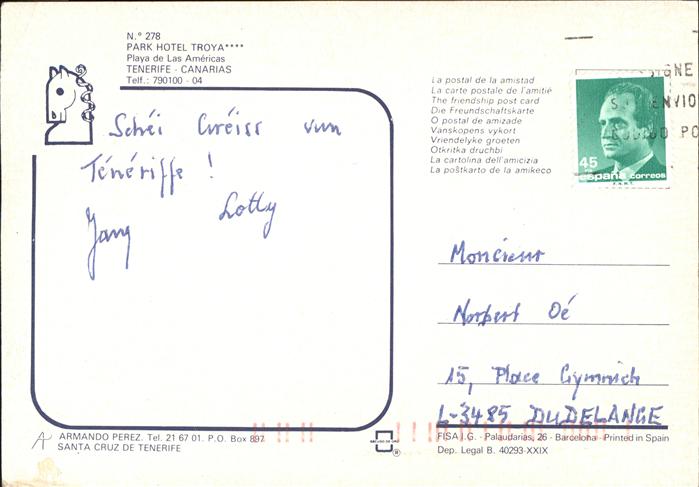 N.° 278
PARK HOTEL TROYA****
Playa de Las Américas
TENERIFE - CANARIAS
Telf.: 790100 - 04
La postal de la amistad
La carte postale de l'amitié
The friendship post card
Die Freundschaftskarte
O postal de amizade
Vanskopens vykort
Vriendelyke groeten
Otkritka druchbi
La cartolina dell'amicizia
La poštkarto de la amikeco
45
españa correos
F.N.M.T.
ENVIO
PO
Schéi Gréiss vun
Ténériffe !
Jang Lotty
Moncieur
Norbert Oé
15, Place Gymnich
L-3485 DUDELANGE
ARMANDO PEREZ. Tel. 21 67 01. P.O. Box 897
SANTA CRUZ DE TENERIFE
FISA I.G. - Palaudarias, 26 - Barcelona - Printed in Spain
Dep. Legal B. 40293-XXIX